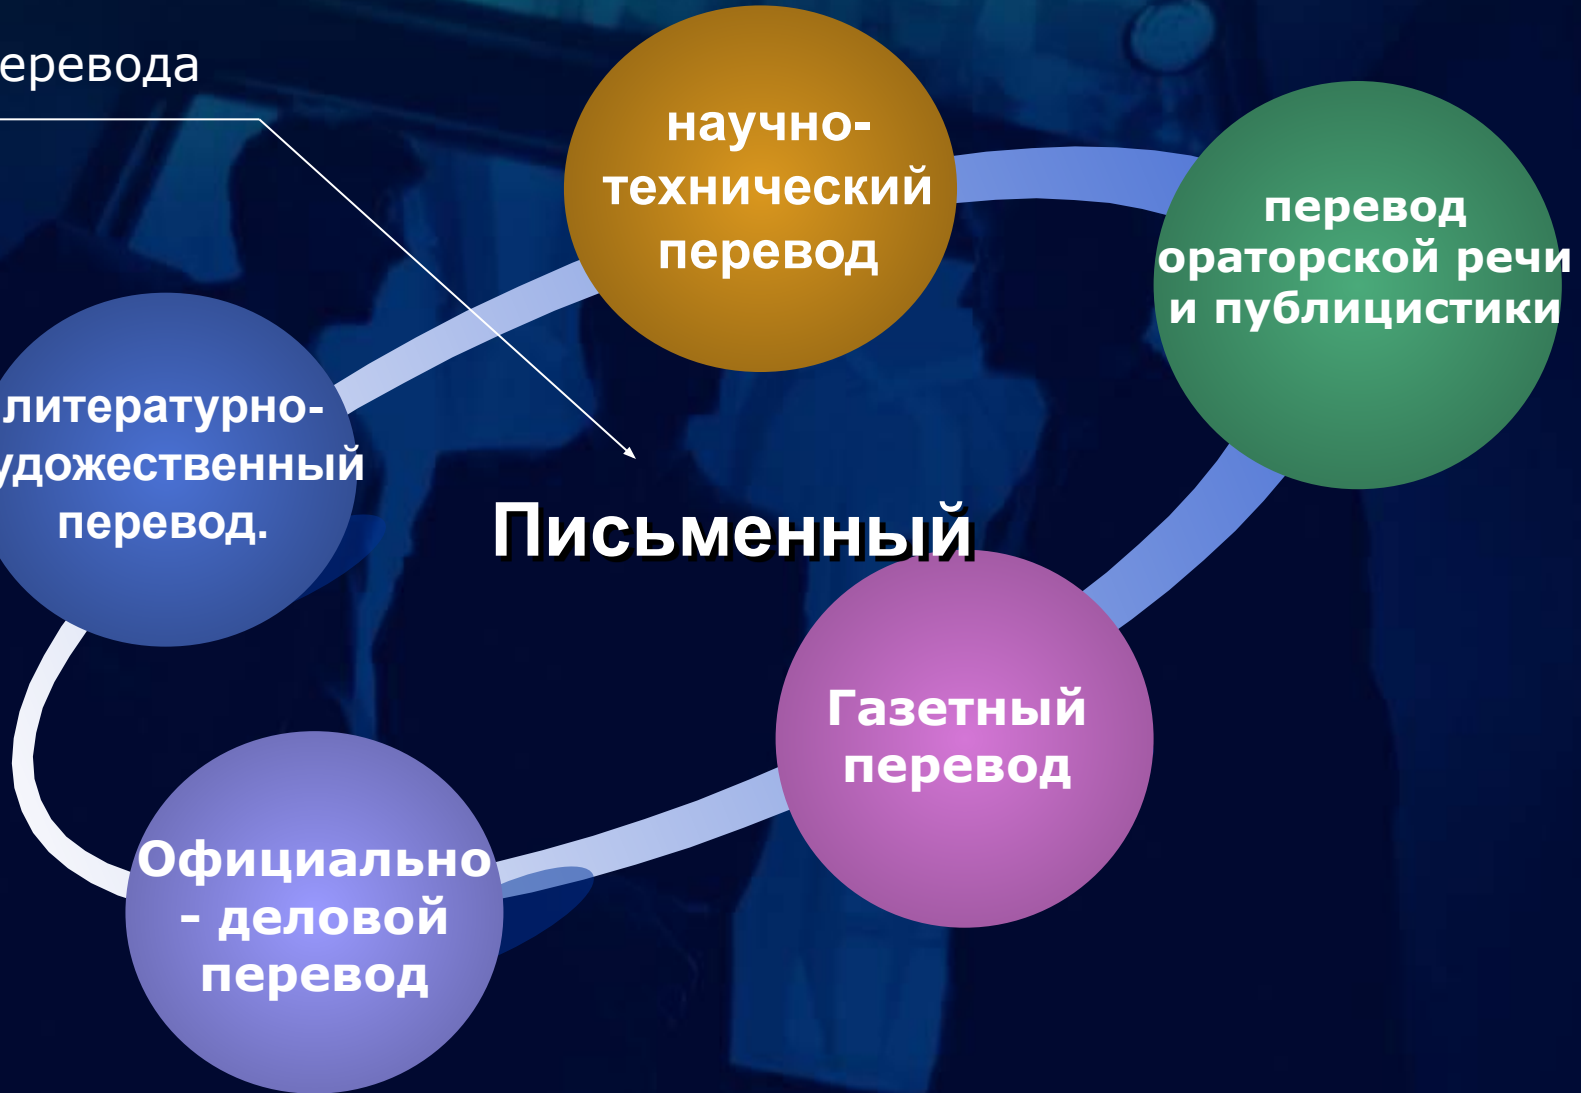 еревода
научно-
технический
перевод
перевод
ораторской речи
и публицистики
литературно-
удожественный
перевод.
Письменный
Газетный
перевод
Официально
- деловой
перевод